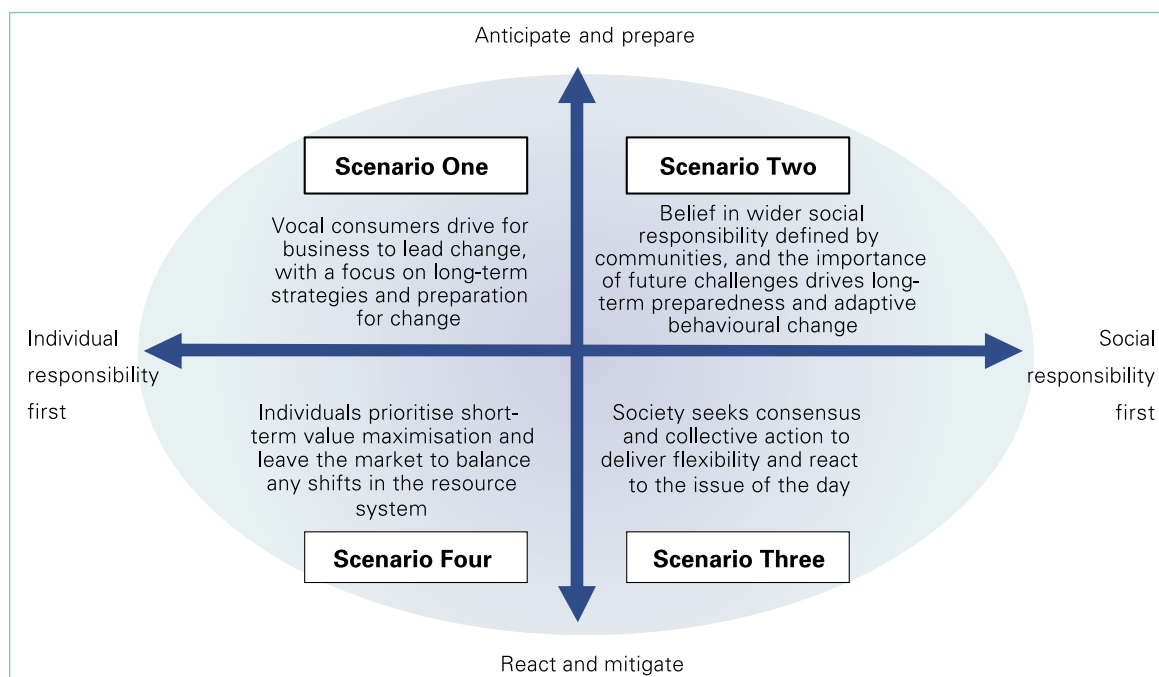 Anticipate and prepare
Scenario One
Vocal consumers drive for
business to lead change,
with a focus on long-term
strategies and preparation
for change
Scenario Two
Belief in wider social
responsibility defined by
communities, and the importance
of future challenges drives long-
term preparedness and adaptive
behavioural change
Individual
responsibility
first
Social
responsibility
first
Individuals prioritise short-
term value maximisation and
leave the market to balance
any shifts in the resource
system
Scenario Four
Society seeks consensus
and collective action to
deliver flexibility and react
to the issue of the day
Scenario Three
React and mitigate